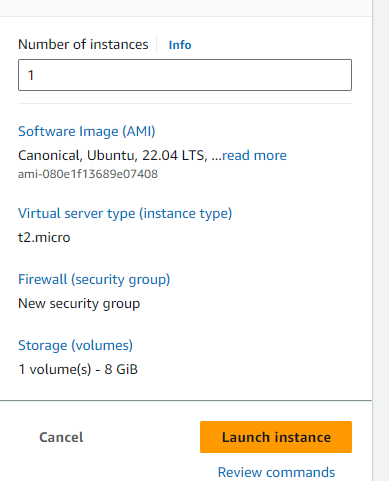 Number of instances Info
1
Software Image (AMI)
Canonical, Ubuntu, 22.04 LTS, ...read more
ami-080e1f13689e07408
Virtual server type (instance type)
t2.micro
Firewall (security group)
New security group
Storage (volumes)
1 volume(s) - 8 GiB
Cancel
Launch instance
Review commands